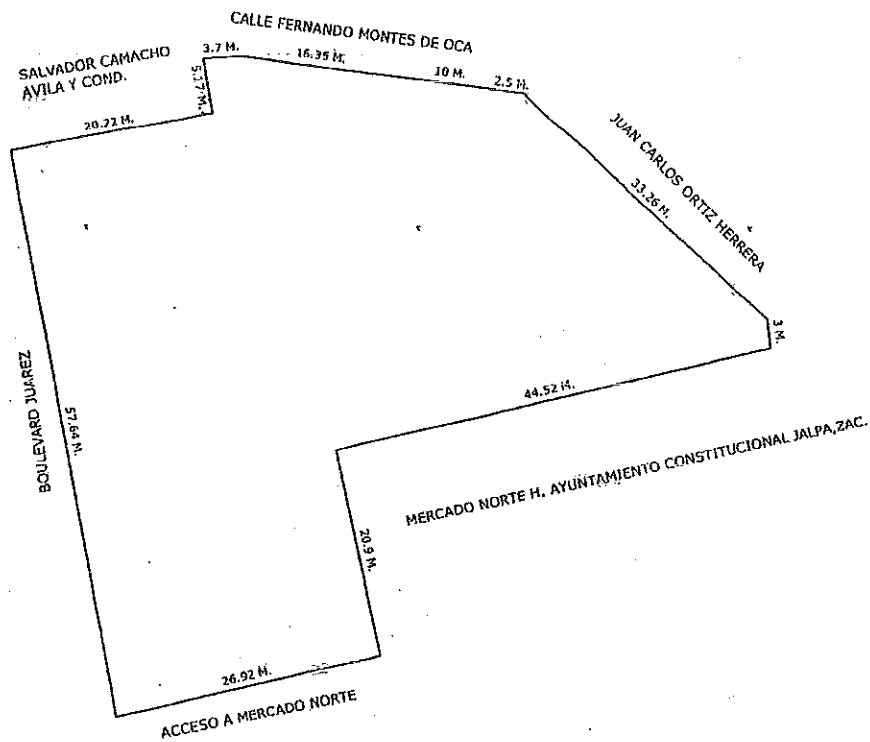 CALLE FERNANDO MONTES DE OCA
SALVADOR CAMACHO
AVILA Y COND.
3.7 M.
16.35 M.
10 M.
2.5 M.
20.22 M.
JUAN CARLOS ORTIZ HERRERA
33.26 M.
3 M.
BOULEVARD JUAREZ
57.64 M.
44.52 M.
MERCADO NORTE H. AYUNTAMIENTO CONSTITUCIONAL JALPA,ZAC.
20.9 M.
26.92 M.
ACCESO A MERCADO NORTE